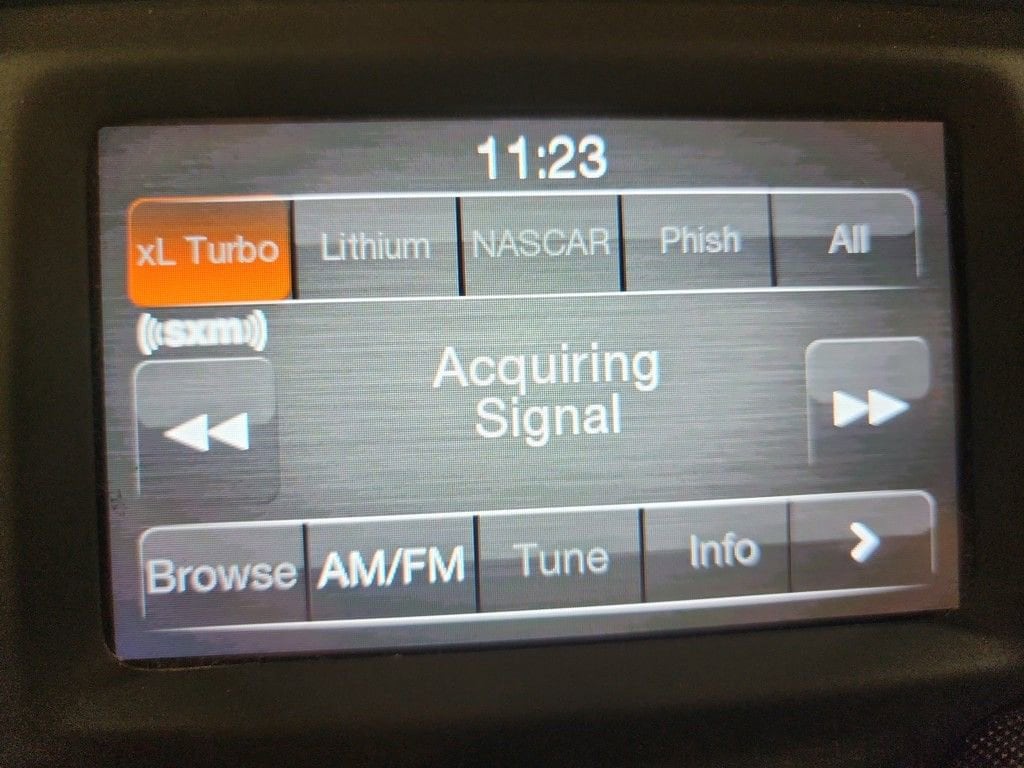 11:23
xL Turbo Lithium NASCAR Phish All
((sxm))
Acquiring
Signal
Browse AM/FM Tune Info